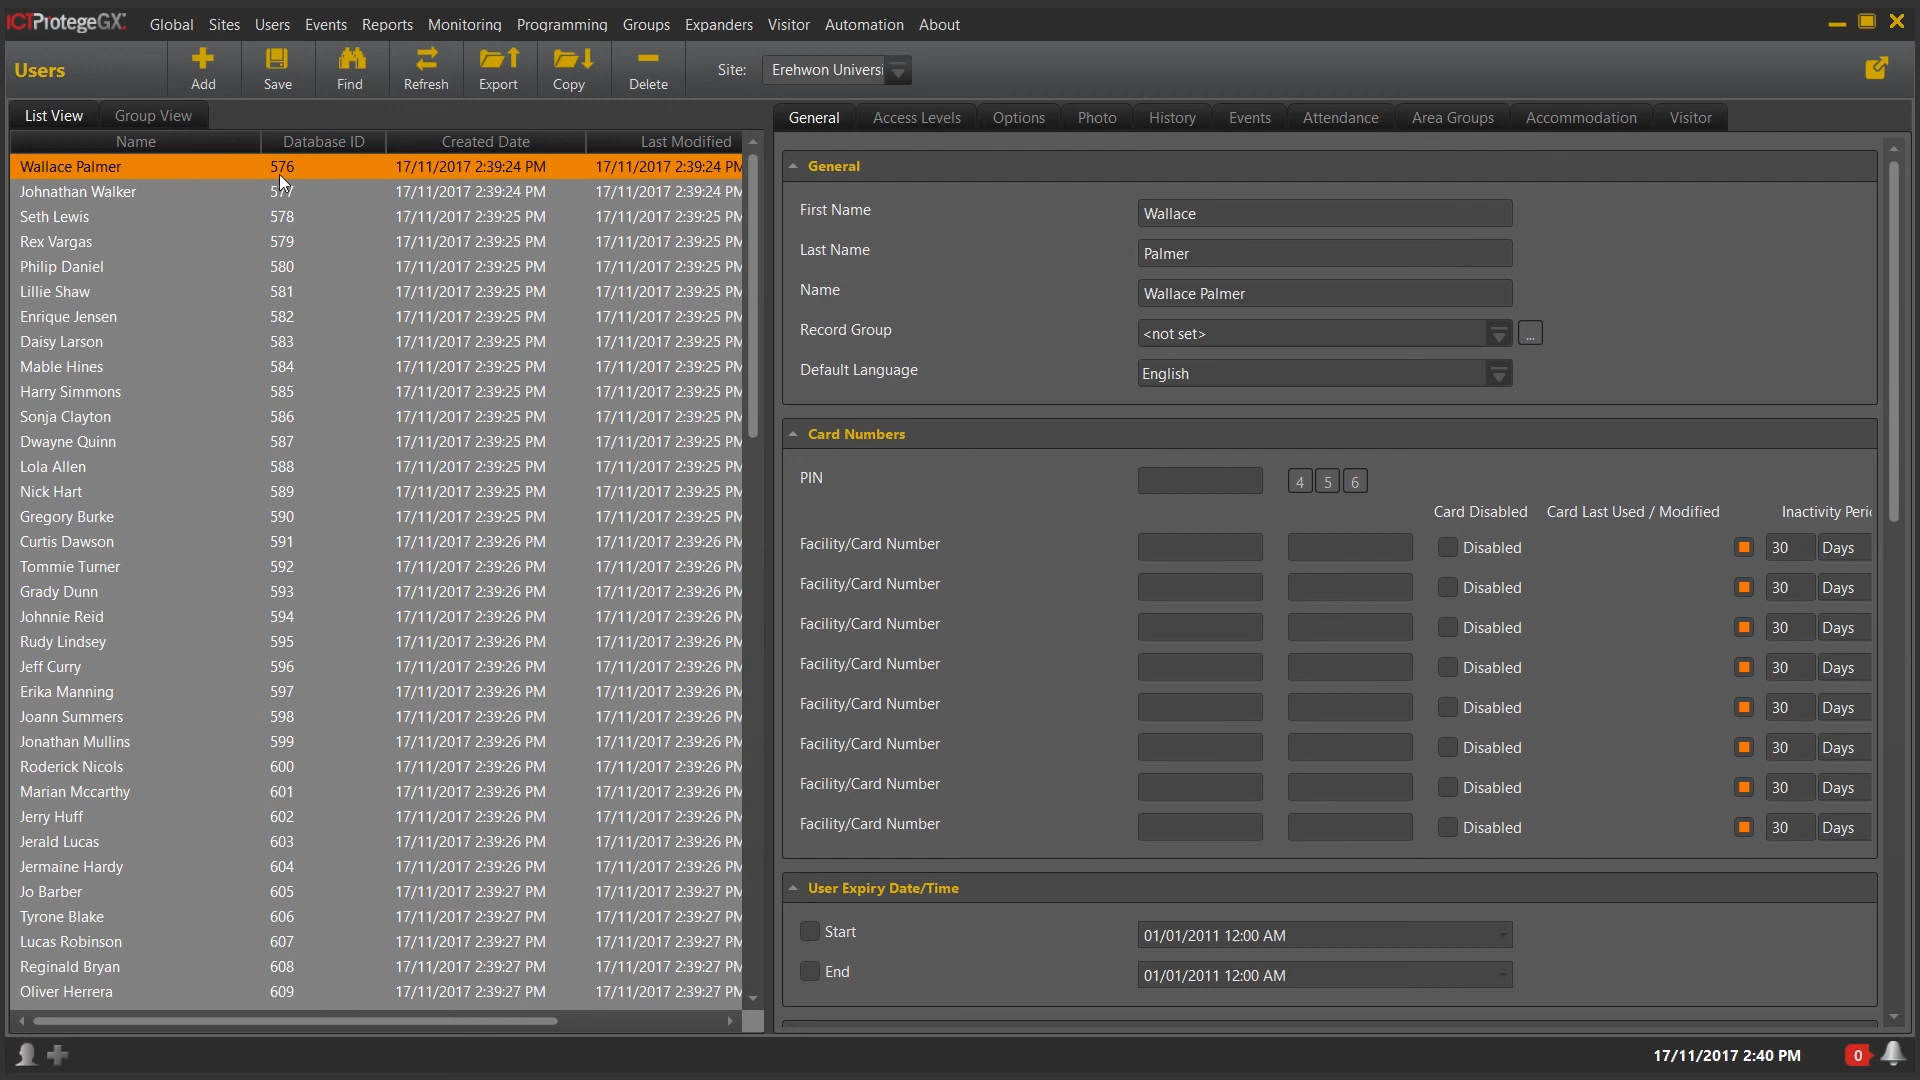 ICTProtegeGX
Global Sites Users Events Reports Monitoring Programming Groups Expanders Visitor Automation About
Users Add Save Find Refresh Export Copy Delete Site: Erehwon Universi
List View Group View
Name Database ID Created Date Last Modified
Wallace Palmer 576 17/11/2017 2:39:24 PM 17/11/2017 2:39:24 PM
Johnathan Walker 577 17/11/2017 2:39:24 PM 17/11/2017 2:39:24 PM
Seth Lewis 578 17/11/2017 2:39:25 PM 17/11/2017 2:39:25 PM
Rex Vargas 579 17/11/2017 2:39:25 PM 17/11/2017 2:39:25 PM
Philip Daniel 580 17/11/2017 2:39:25 PM 17/11/2017 2:39:25 PM
Lillie Shaw 581 17/11/2017 2:39:25 PM 17/11/2017 2:39:25 PM
Enrique Jensen 582 17/11/2017 2:39:25 PM 17/11/2017 2:39:25 PM
Daisy Larson 583 17/11/2017 2:39:25 PM 17/11/2017 2:39:25 PM
Mable Hines 584 17/11/2017 2:39:25 PM 17/11/2017 2:39:25 PM
Harry Simmons 585 17/11/2017 2:39:25 PM 17/11/2017 2:39:25 PM
Sonja Clayton 586 17/11/2017 2:39:25 PM 17/11/2017 2:39:25 PM
Dwayne Quinn 587 17/11/2017 2:39:25 PM 17/11/2017 2:39:25 PM
Lola Allen 588 17/11/2017 2:39:25 PM 17/11/2017 2:39:25 PM
Nick Hart 589 17/11/2017 2:39:25 PM 17/11/2017 2:39:25 PM
Gregory Burke 590 17/11/2017 2:39:25 PM 17/11/2017 2:39:25 PM
Curtis Dawson 591 17/11/2017 2:39:26 PM 17/11/2017 2:39:26 PM
Tommie Turner 592 17/11/2017 2:39:26 PM 17/11/2017 2:39:26 PM
Grady Dunn 593 17/11/2017 2:39:26 PM 17/11/2017 2:39:26 PM
Johnnie Reid 594 17/11/2017 2:39:26 PM 17/11/2017 2:39:26 PM
Rudy Lindsey 595 17/11/2017 2:39:26 PM 17/11/2017 2:39:26 PM
Jeff Curry 596 17/11/2017 2:39:26 PM 17/11/2017 2:39:26 PM
Erika Manning 597 17/11/2017 2:39:26 PM 17/11/2017 2:39:26 PM
Joann Summers 598 17/11/2017 2:39:26 PM 17/11/2017 2:39:26 PM
Jonathan Mullins 599 17/11/2017 2:39:26 PM 17/11/2017 2:39:26 PM
Roderick Nicols 600 17/11/2017 2:39:26 PM 17/11/2017 2:39:26 PM
Marian Mccarthy 601 17/11/2017 2:39:26 PM 17/11/2017 2:39:26 PM
Jerry Huff 602 17/11/2017 2:39:26 PM 17/11/2017 2:39:26 PM
Jerald Lucas 603 17/11/2017 2:39:26 PM 17/11/2017 2:39:26 PM
Jermaine Hardy 604 17/11/2017 2:39:26 PM 17/11/2017 2:39:26 PM
Jo Barber 605 17/11/2017 2:39:27 PM 17/11/2017 2:39:27 PM
Tyrone Blake 606 17/11/2017 2:39:27 PM 17/11/2017 2:39:27 PM
Lucas Robinson 607 17/11/2017 2:39:27 PM 17/11/2017 2:39:27 PM
Reginald Bryan 608 17/11/2017 2:39:27 PM 17/11/2017 2:39:27 PM
Oliver Herrera 609 17/11/2017 2:39:27 PM 17/11/2017 2:39:27 PM
General Access Levels Options Photo History Events Attendance Area Groups Accommodation Visitor
General
First Name Wallace
Last Name Palmer
Name Wallace Palmer
Record Group <not set> ...
Default Language English
Card Numbers
PIN 4 5 6
Card Disabled Card Last Used / Modified Inactivity Peri
Facility/Card Number Disabled 30 Days
Facility/Card Number Disabled 30 Days
Facility/Card Number Disabled 30 Days
Facility/Card Number Disabled 30 Days
Facility/Card Number Disabled 30 Days
Facility/Card Number Disabled 30 Days
Facility/Card Number Disabled 30 Days
Facility/Card Number Disabled 30 Days
User Expiry Date/Time
Start 01/01/2011 12:00 AM
End 01/01/2011 12:00 AM
17/11/2017 2:40 PM 0